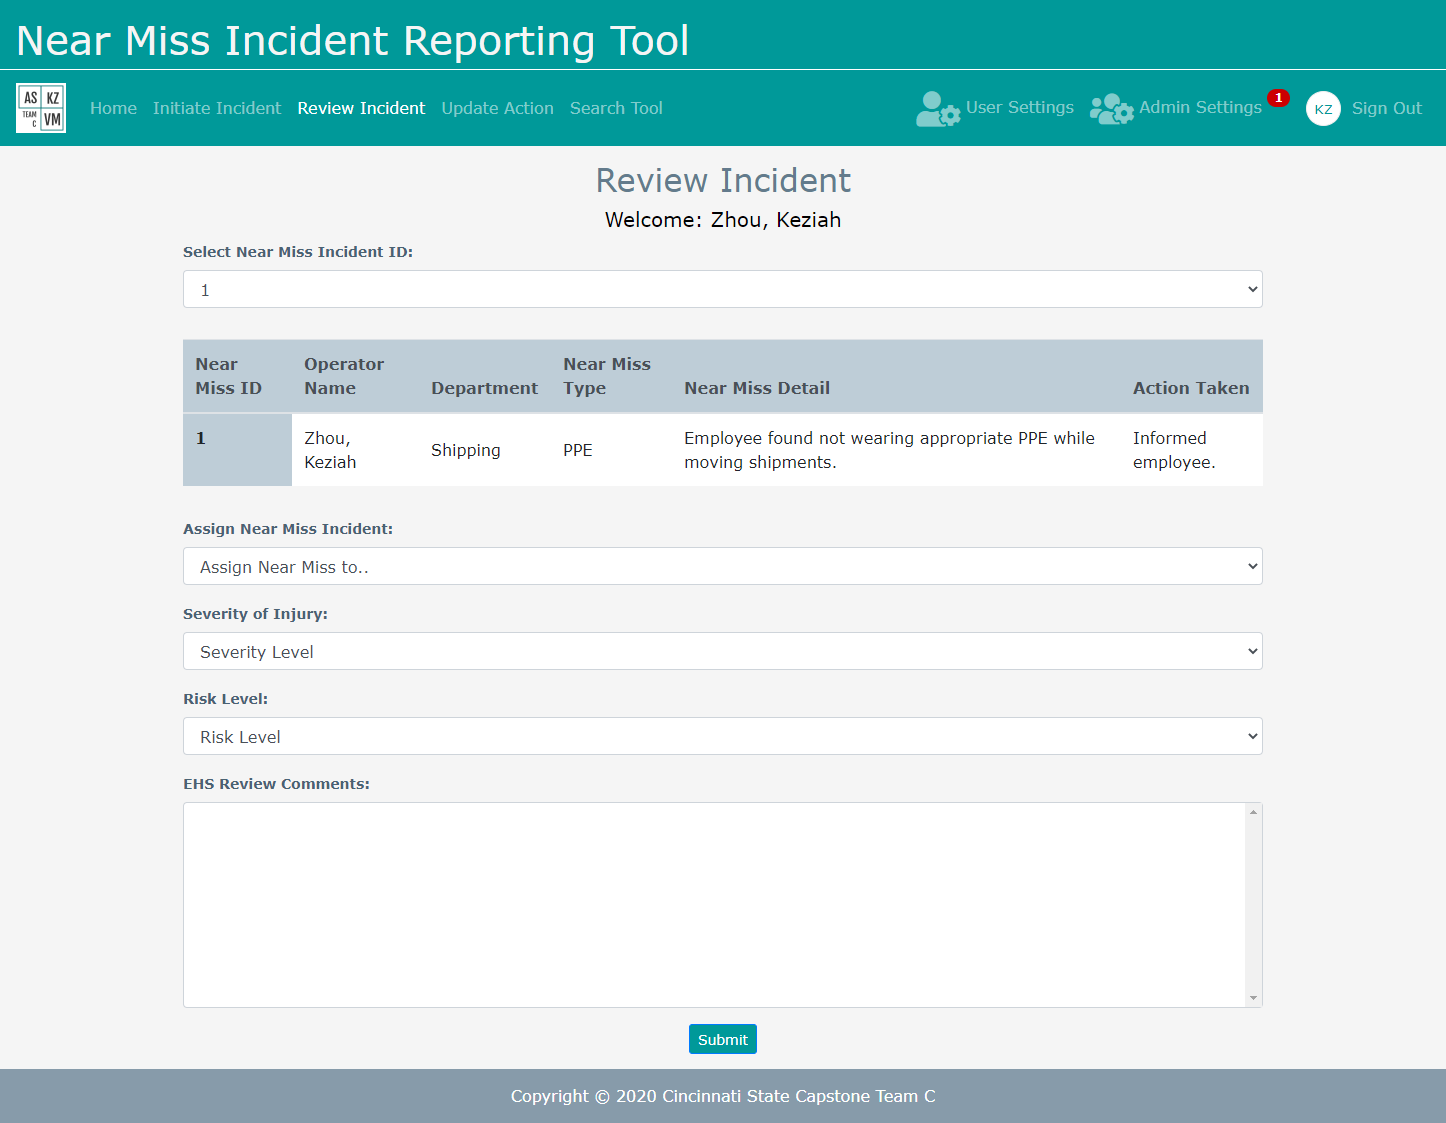 Near Miss Incident Reporting Tool
AS KZ
TEAM C VM
Home Initiate Incident Review Incident Update Action Search Tool User Settings Admin Settings 1 KZ Sign Out
Review Incident
Welcome: Zhou, Keziah
Select Near Miss Incident ID:
1
Near Miss ID Operator Name Department Near Miss Type Near Miss Detail Action Taken
1 Zhou, Keziah Shipping PPE Employee found not wearing appropriate PPE while moving shipments. Informed employee.
Assign Near Miss Incident:
Assign Near Miss to..
Severity of Injury:
Severity Level
Risk Level:
Risk Level
EHS Review Comments:
Submit
Copyright © 2020 Cincinnati State Capstone Team C